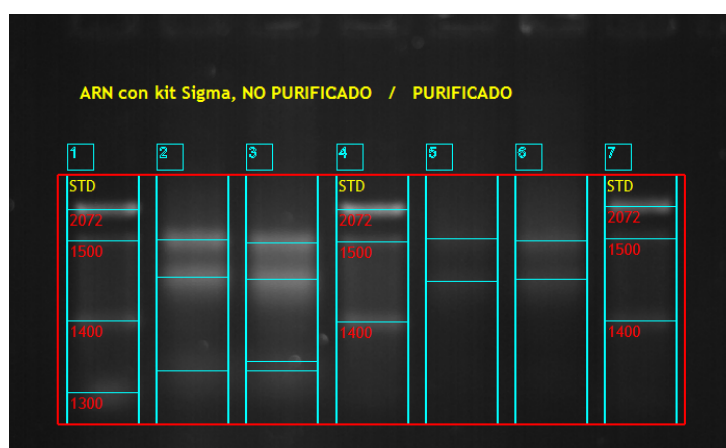 ARN con kit Sigma, NO PURIFICADO / PURIFICADO
1 2 3 4 5 6 7
STD STD STD
2072 2072 2072
1500 1500 1500
1400 1400 1400
1300